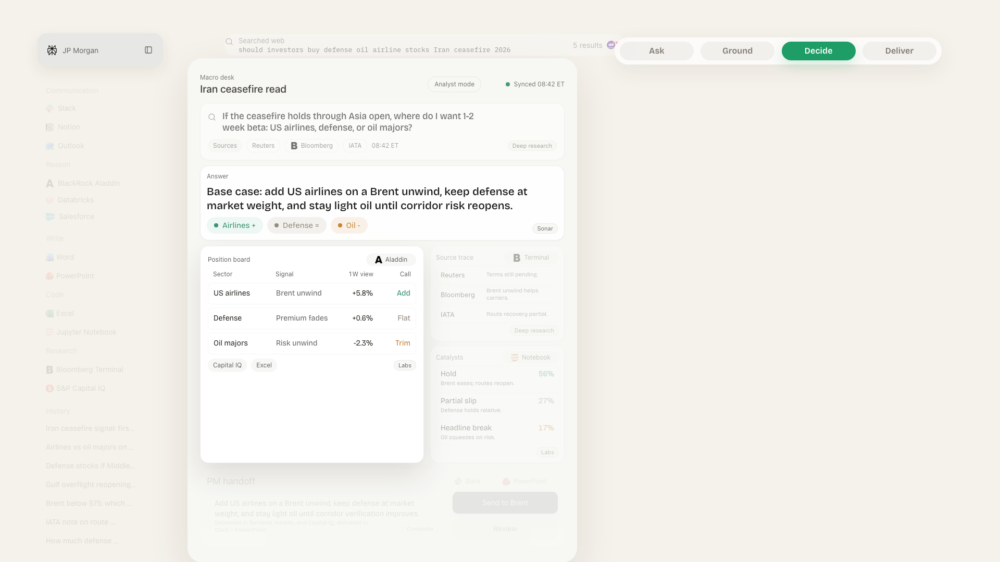 JP Morgan
Searched web
should investors buy defense oil airline stocks Iran ceasefire 2026
5 results
Ask
Ground
Decide
Deliver
Communication
Slack
Notion
Outlook
Reason
BlackRock Aladdin
Databricks
Salesforce
Write
Word
PowerPoint
Code
Excel
Jupyter Notebook
Research
Bloomberg Terminal
S&P Capital IQ
History
Iran ceasefire signal: firs...
Airlines vs oil majors on ...
Defense stocks if Middle...
Gulf overflight reopening...
Brent below $75: which ...
IATA note on route ...
How much defense ...
Macro desk
Iran ceasefire read
Analyst mode
Synced 08:42 ET
If the ceasefire holds through Asia open, where do I want 1-2
week beta: US airlines, defense, or oil majors?
Sources
Reuters
Bloomberg
IATA
08:42 ET
Deep research
Answer
Base case: add US airlines on a Brent unwind, keep defense at
market weight, and stay light oil until corridor risk reopens.
Airlines +
Defense =
Oil -
Sonar
Position board
Aladdin
Sector Signal 1W view Call
US airlines Brent unwind +5.8% Add
Defense Premium fades +0.6% Flat
Oil majors Risk unwind -2.3% Trim
Capital IQ
Excel
Labs
Source trace
Terminal
Reuters Terms still pending.
Bloomberg Brent unwind helps
carriers.
IATA Route recovery partial.
Deep research
Catalysts
Notebook
Hold 56%
Brent eases; routes reopen.
Partial slip 27%
Defense holds relative.
Headline break 17%
Oil squeezes on risk.
Labs
PM handoff
Slack
PowerPoint
Add US airlines on a Brent unwind, keep defense at market
weight, and stay light oil until corridor verification improves.
Grounded in Terminal, Aladdin, and Capital IQ; delivered to
Slack + PowerPoint.
Computer
Send to Brent
Review